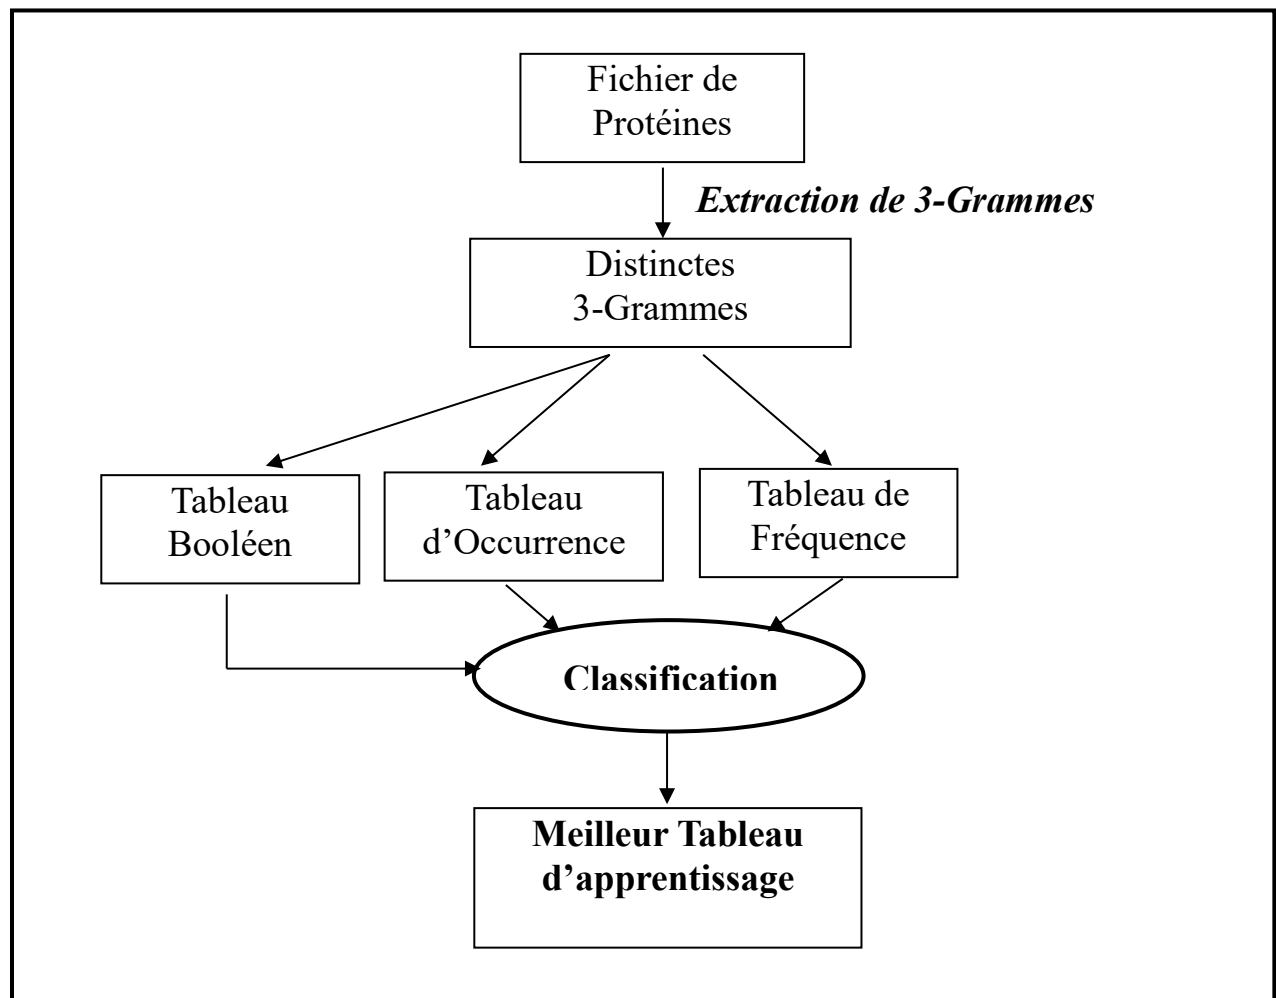 Fichier de
Protéines
Extraction de 3-Grammes
Distinctes
3-Grammes
Tableau
Booléen
Tableau
d’Occurrence
Tableau de
Fréquence
Classification
Meilleur Tableau
d’apprentissage